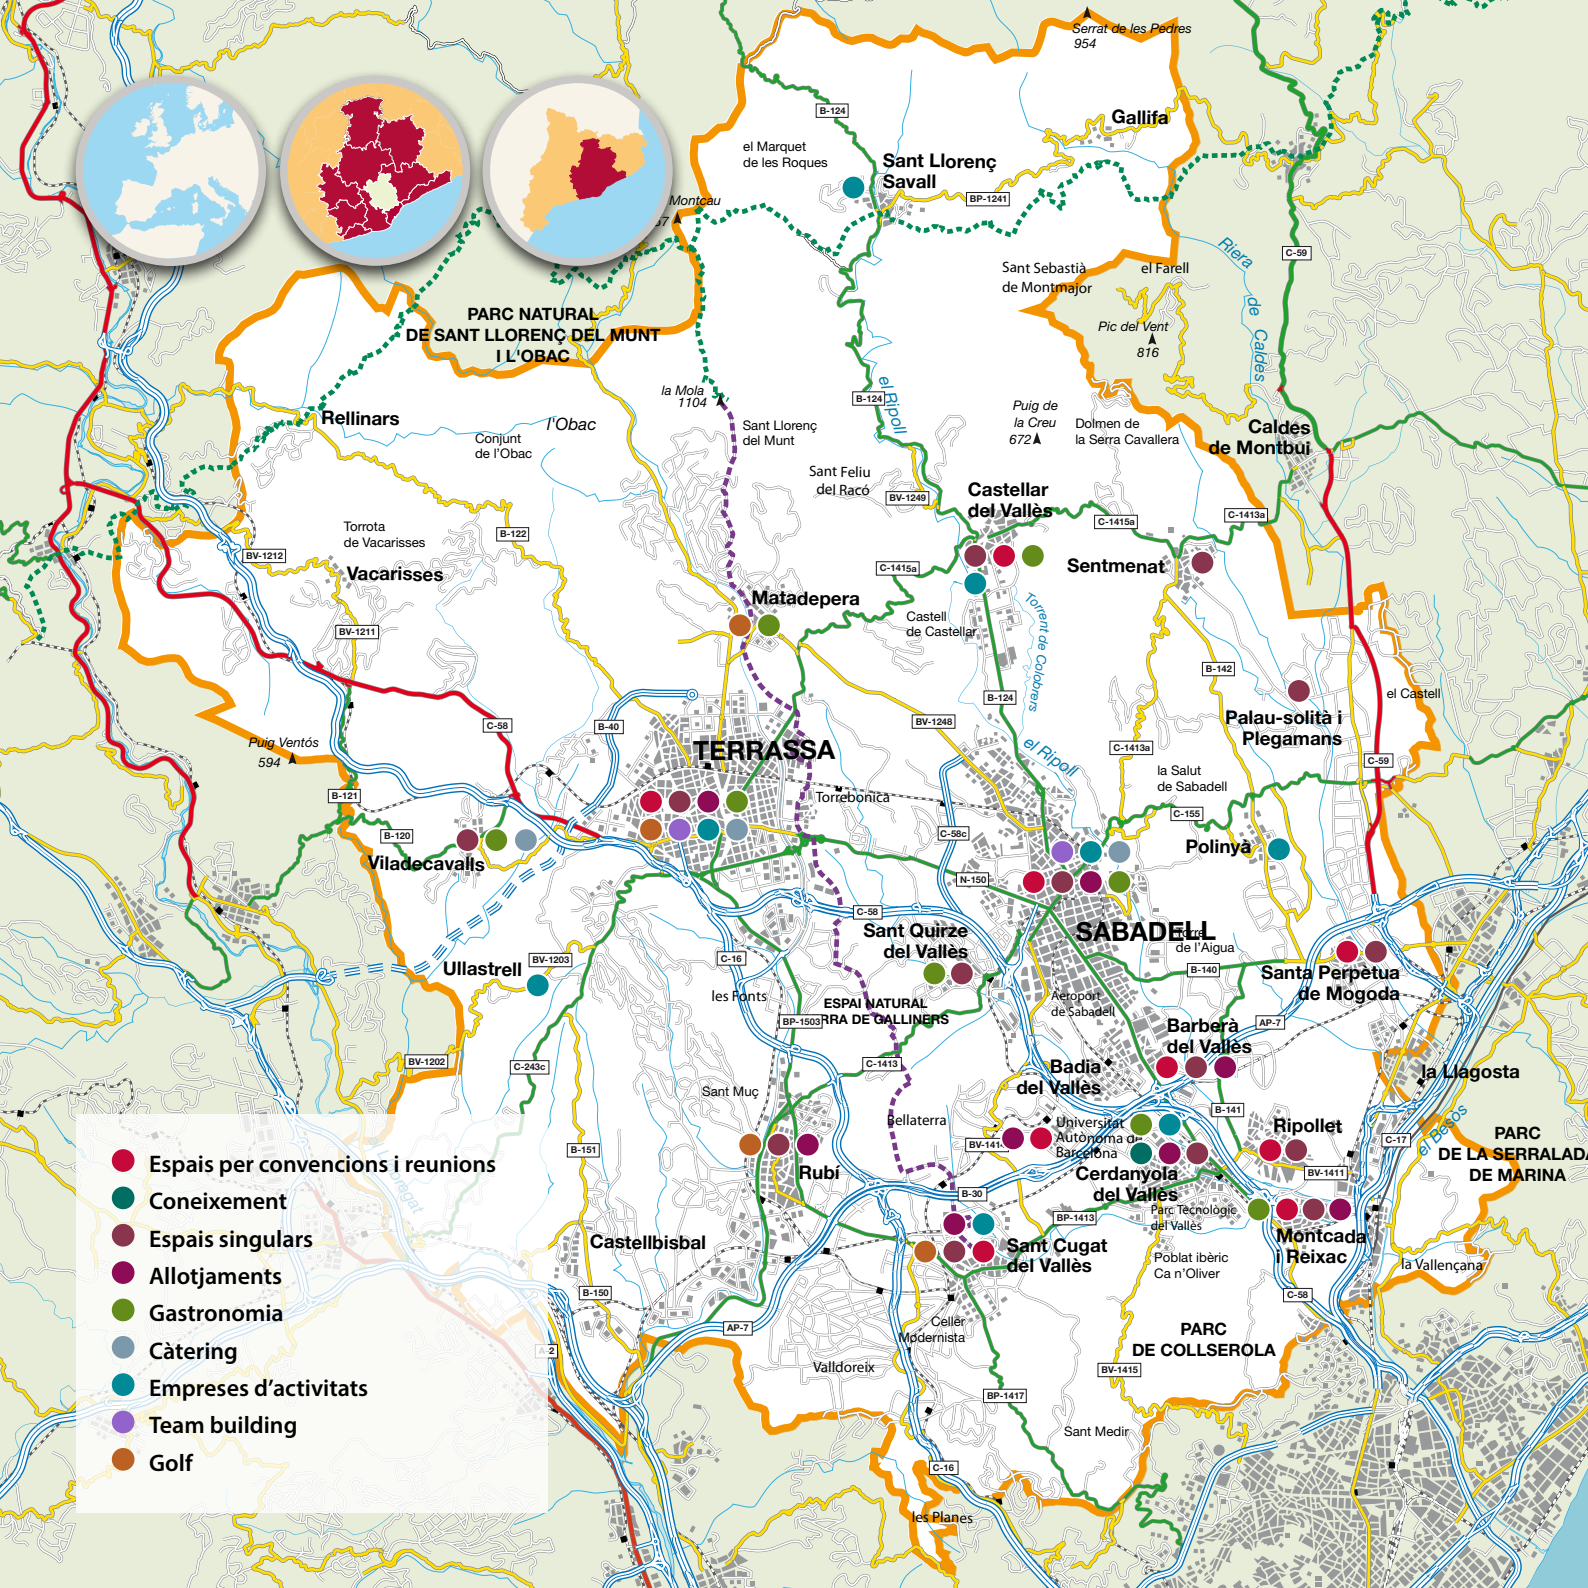 Serrat de les Pedres
954
Gallifa
B-124
el Marquet
de les Roques
Sant Llorenç
Savall
BP-1241
Montcau
Riera
de
Caldes
C-59
Sant Sebastià
de Montmajor
el Farell
Pic del Vent
816
PARC NATURAL
DE SANT LLORENÇ DEL MUNT
I L'OBAC
la Mola
1104
B-124
el Ripoll
Rellinars
l'Obac
Conjunt
de l'Obac
Sant Llorenç
del Munt
Puig de
la Creu
672
Dolmen de
la Serra Cavallera
Caldes
de Montbui
Sant Feliu
del Racó
BV-1249
Castellar
del Vallès
C-1415a
C-1413a
Torrota
de Vacarisses
B-122
BV-1212
Vacarisses
C-1415a
Sentmenat
Matadepera
Castell
de Castellar
Torrent de Colobrers
BV-1211
B-142
B-124
el Castell
Palau-solità i
Plegamans
C-58
B-40
BV-1248
Puig Ventós
594
TERRASSA
el Ripoll
C-1413a
C-59
la Salut
de Sabadell
B-121
Torrebonica
C-155
B-120
Viladecavalls
C-58c
Polinyà
N-150
C-58
SABADELL
Torre
de l'Aigua
Sant Quirze
del Vallès
Ullastrell
BV-1203
C-16
B-140
Santa Perpètua
de Mogoda
les Fonts
ESPAI NATURAL
RRA DE GALLINERS
BP-1503
Aeroport
de Sabadell
AP-7
Barberà
del Vallès
BV-1202
C-243c
C-1413
Badia
del Vallès
la Llagosta
Sant Muç
Bellaterra
B-141
el Besòs
Universitat
Autònoma de
Barcelona
BV-1414
Ripollet
C-17
PARC
DE LA SERRALADA
DE MARINA
B-151
Rubí
Cerdanyola
del Vallès
BV-1411
B-30
BP-1413
Parc Tecnològic
del Vallès
Montcada
i Reixac
Castellbisbal
Sant Cugat
del Vallès
Poblat ibèric
Ca n'Oliver
la Vallençana
B-150
C-58
AP-7
Celler
Modernista
PARC
DE COLLSEROLA
A-2
Valldoreix
BV-1415
BP-1417
Sant Medir
C-16
les Planes
Espais per convencions i reunions
Coneixement
Espais singulars
Allotjaments
Gastronomia
Càtering
Empreses d'activitats
Team building
Golf